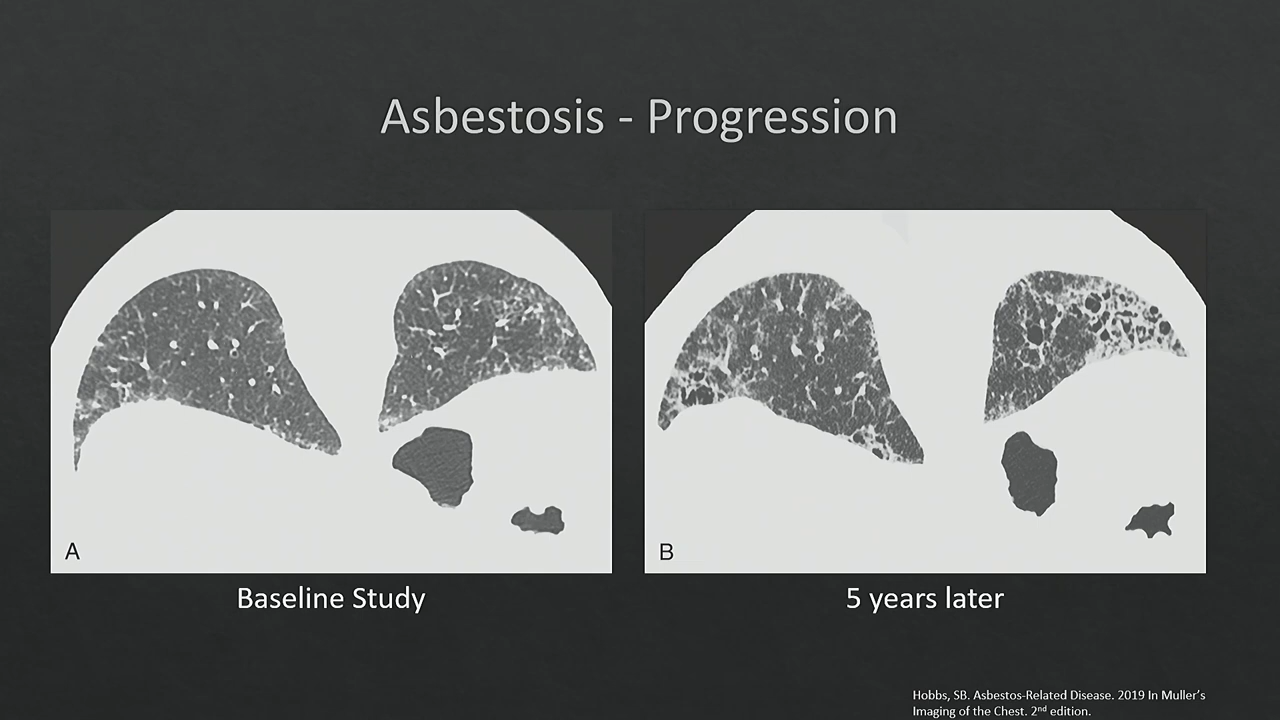 Asbestosis - Progression
A
B
Baseline Study
5 years later
Hobbs, SB. Asbestos-Related Disease. 2019 In Muller's
Imaging of the Chest. 2nd edition.